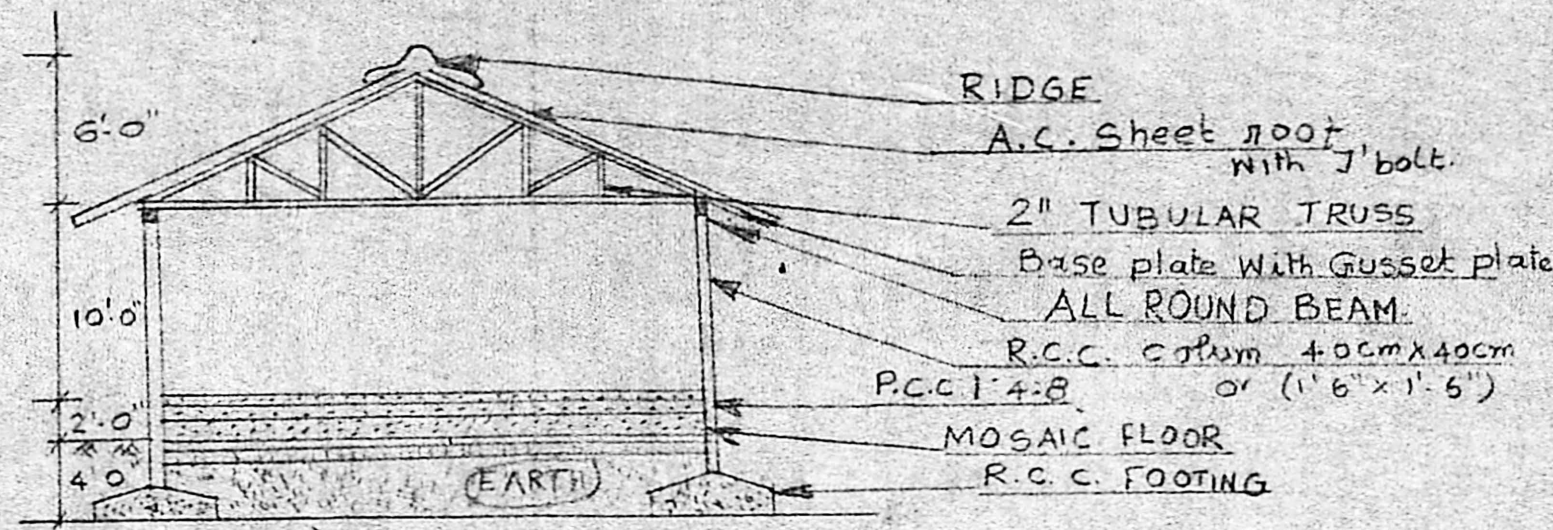 RIDGE
6'-0"
A.C. Sheet roof
With J' bolt.
2" TUBULAR TRUSS
Base plate With Gusset plate
ALL ROUND BEAM.
10'-0"
R.C.C. Colum 40cm x 40cm
or (1' 6" x 1'-6")
P.C.C 1-4-8
2'-0"
MOSAIC FLOOR
4'0"
EARTH
R.C.C. FOOTING